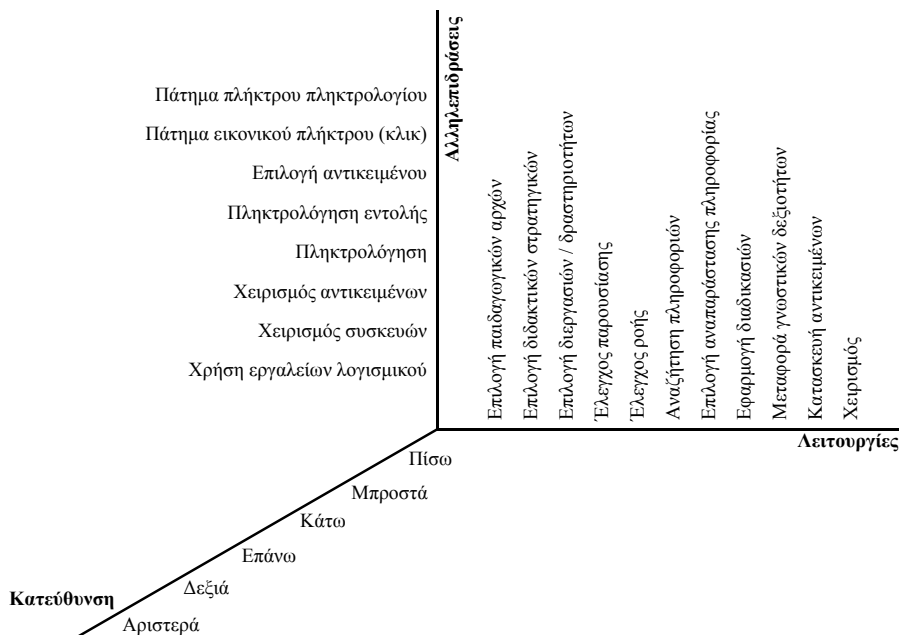 Αλληλεπιδράσεις
Πάτημα πλήκτρου πληκτρολογίου
Πάτημα εικονικού πλήκτρου (κλικ)
Επιλογή αντικειμένου
Πληκτρολόγηση εντολής
Πληκτρολόγηση
Χειρισμός αντικειμένων
Χειρισμός συσκευών
Χρήση εργαλείων λογισμικού
Επιλογή παιδαγωγικών αρχών
Επιλογή διδακτικών στρατηγικών
Επιλογή διεργασιών / δραστηριοτήτων
Έλεγχος παρουσίασης
Έλεγχος ροής
Αναζήτηση πληροφοριών
Επιλογή αναπαράστασης πληροφορίας
Εφαρμογή διαδικασιών
Μεταφορά γνωστικών δεξιοτήτων
Κατασκευή αντικειμένων
Χειρισμός
Λειτουργίες
Πίσω
Μπροστά
Κάτω
Επάνω
Δεξιά
Αριστερά
Κατεύθυνση